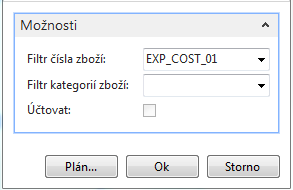 Možnosti
Filtr čísla zboží: EXP_COST_01
Filtr kategorií zboží:
Účtovat:
Plán... Ok Storno